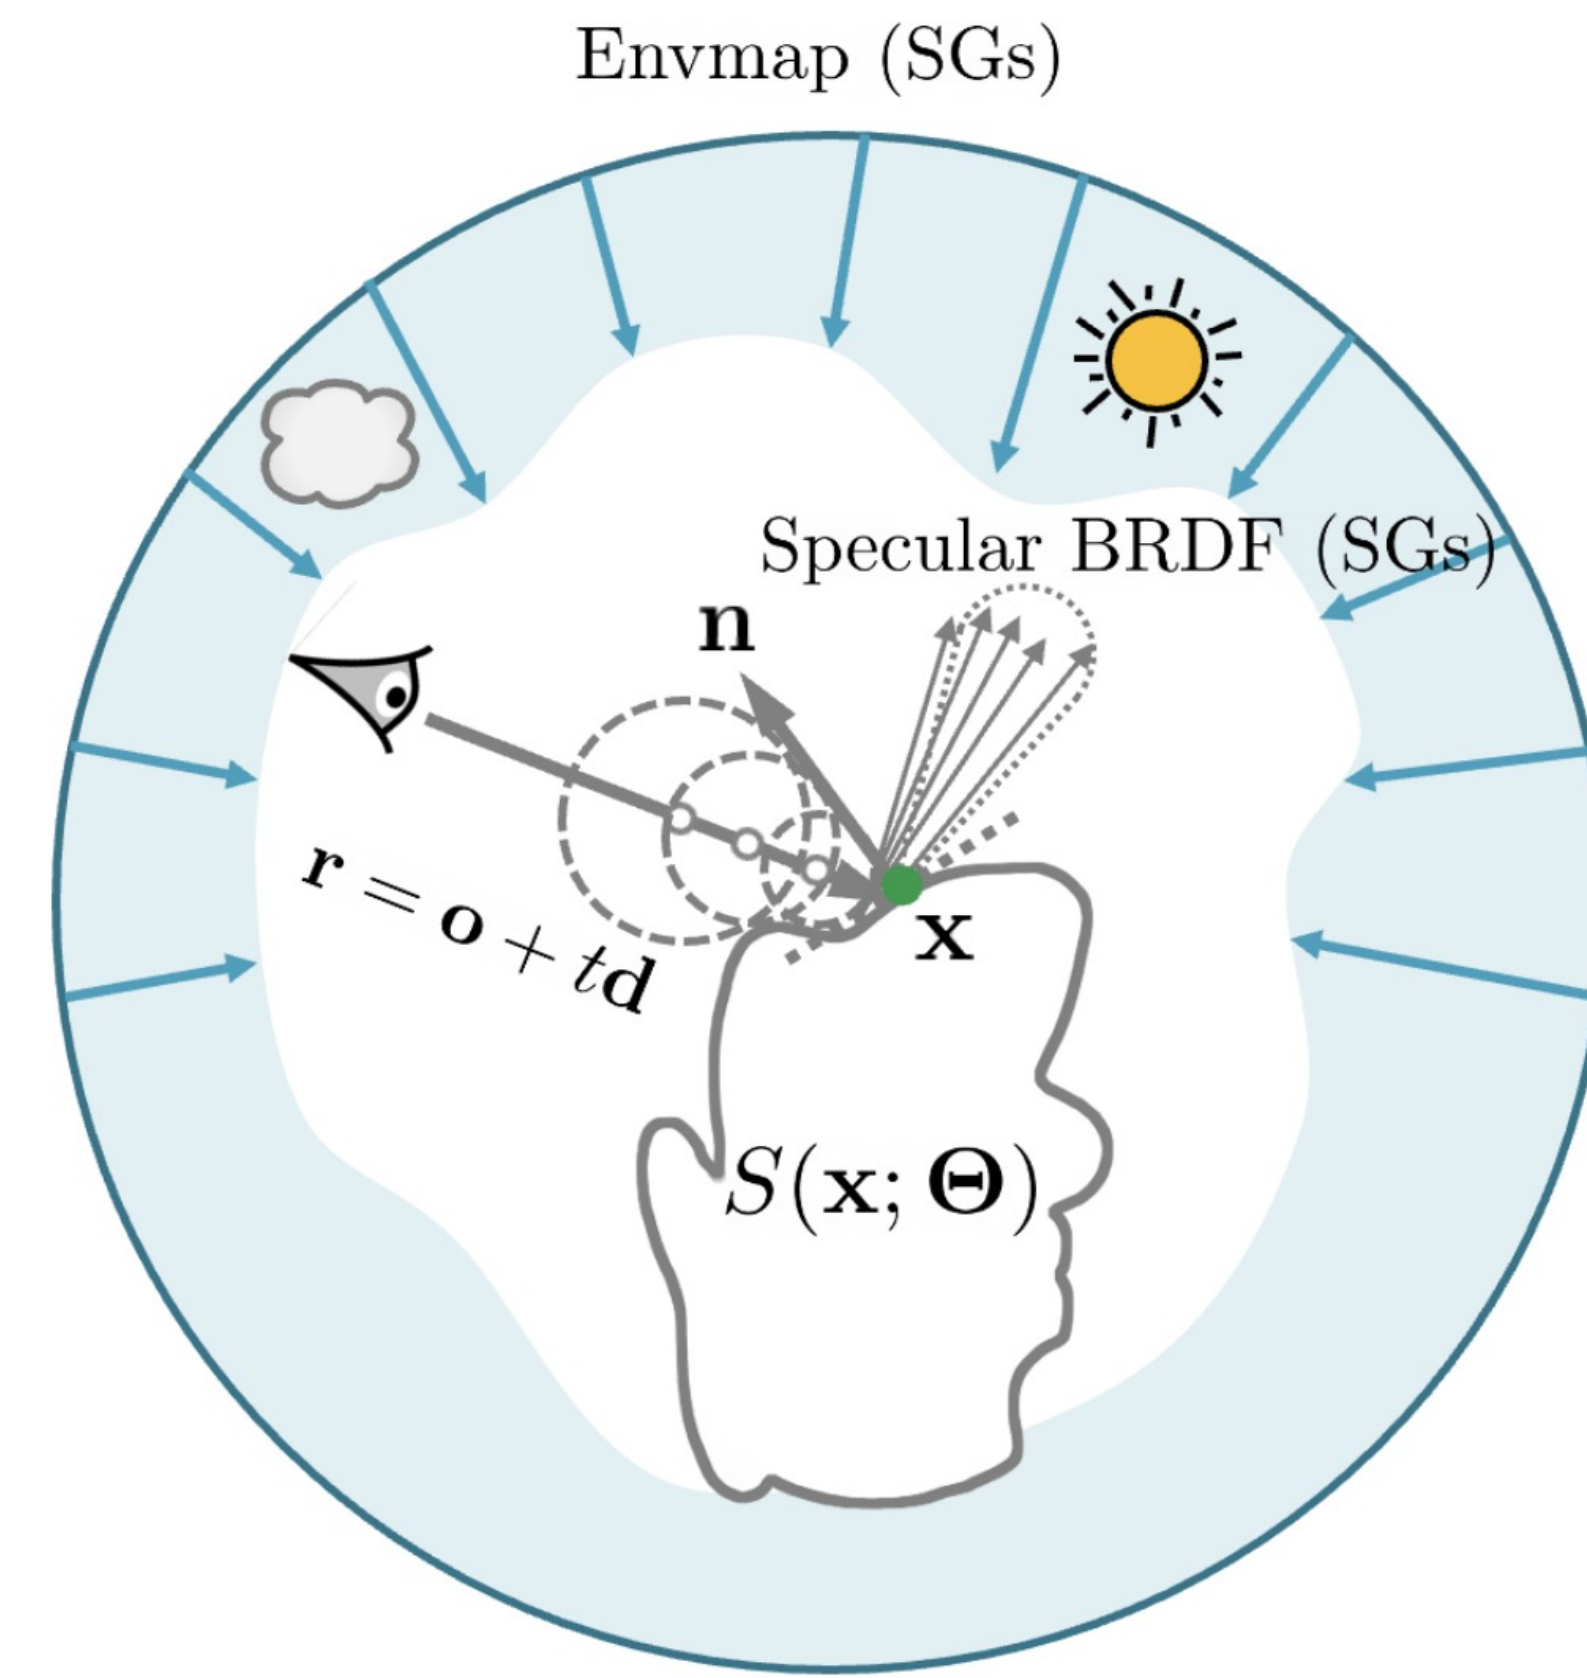 Envmap (SGs)
Specular BRDF (SGs)
n
r = o + td
x
S(x; Θ)